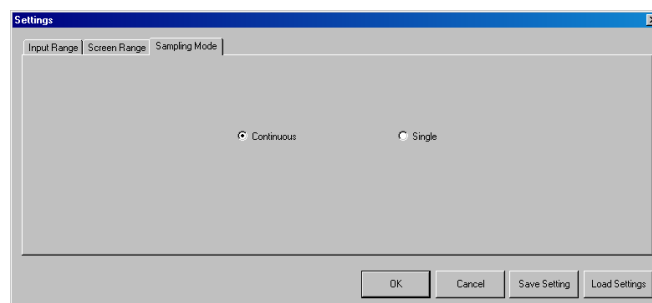 Settings
Input Range Screen Range Sampling Mode
Continuous Single
OK Cancel Save Setting Load Settings